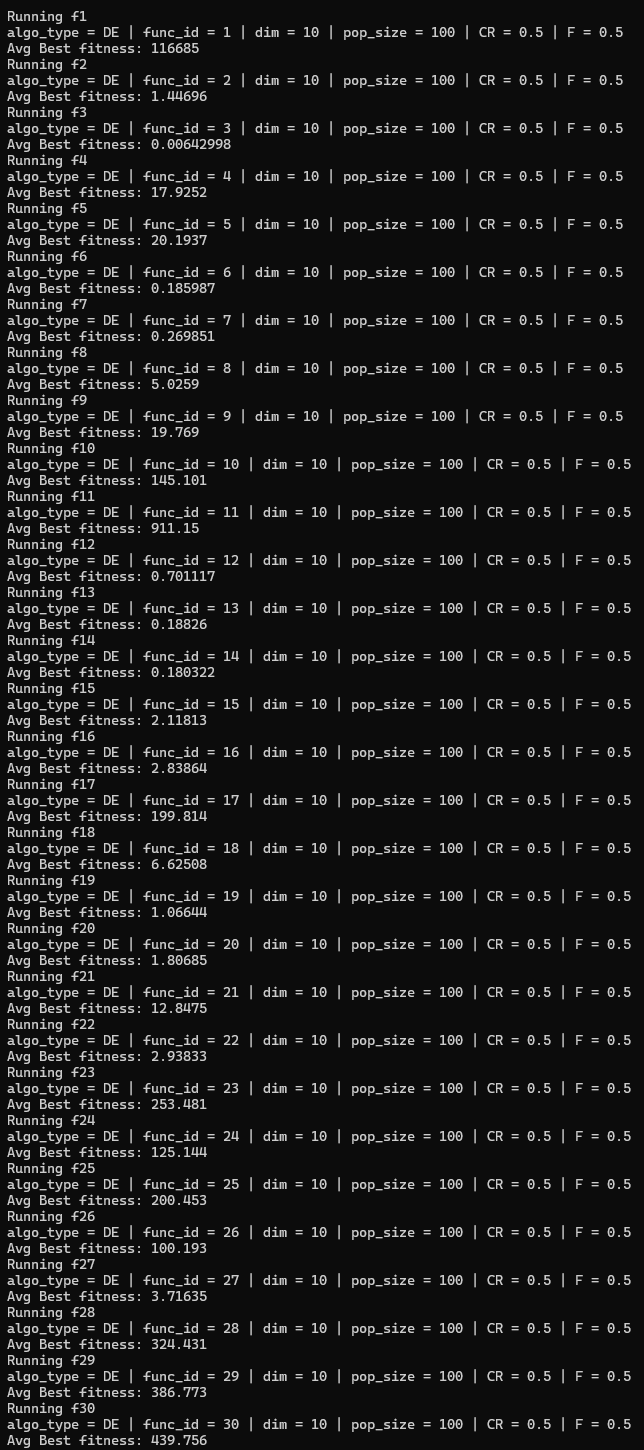 Running f1
algo_type = DE | func_id = 1 | dim = 10 | pop_size = 100 | CR = 0.5 | F = 0.5
Avg Best fitness: 116685
Running f2
algo_type = DE | func_id = 2 | dim = 10 | pop_size = 100 | CR = 0.5 | F = 0.5
Avg Best fitness: 1.44696
Running f3
algo_type = DE | func_id = 3 | dim = 10 | pop_size = 100 | CR = 0.5 | F = 0.5
Avg Best fitness: 0.00642998
Running f4
algo_type = DE | func_id = 4 | dim = 10 | pop_size = 100 | CR = 0.5 | F = 0.5
Avg Best fitness: 17.9252
Running f5
algo_type = DE | func_id = 5 | dim = 10 | pop_size = 100 | CR = 0.5 | F = 0.5
Avg Best fitness: 20.1937
Running f6
algo_type = DE | func_id = 6 | dim = 10 | pop_size = 100 | CR = 0.5 | F = 0.5
Avg Best fitness: 0.185987
Running f7
algo_type = DE | func_id = 7 | dim = 10 | pop_size = 100 | CR = 0.5 | F = 0.5
Avg Best fitness: 0.269851
Running f8
algo_type = DE | func_id = 8 | dim = 10 | pop_size = 100 | CR = 0.5 | F = 0.5
Avg Best fitness: 5.0259
Running f9
algo_type = DE | func_id = 9 | dim = 10 | pop_size = 100 | CR = 0.5 | F = 0.5
Avg Best fitness: 19.769
Running f10
algo_type = DE | func_id = 10 | dim = 10 | pop_size = 100 | CR = 0.5 | F = 0.5
Avg Best fitness: 145.101
Running f11
algo_type = DE | func_id = 11 | dim = 10 | pop_size = 100 | CR = 0.5 | F = 0.5
Avg Best fitness: 911.15
Running f12
algo_type = DE | func_id = 12 | dim = 10 | pop_size = 100 | CR = 0.5 | F = 0.5
Avg Best fitness: 0.701117
Running f13
algo_type = DE | func_id = 13 | dim = 10 | pop_size = 100 | CR = 0.5 | F = 0.5
Avg Best fitness: 0.18826
Running f14
algo_type = DE | func_id = 14 | dim = 10 | pop_size = 100 | CR = 0.5 | F = 0.5
Avg Best fitness: 0.180322
Running f15
algo_type = DE | func_id = 15 | dim = 10 | pop_size = 100 | CR = 0.5 | F = 0.5
Avg Best fitness: 2.11813
Running f16
algo_type = DE | func_id = 16 | dim = 10 | pop_size = 100 | CR = 0.5 | F = 0.5
Avg Best fitness: 2.83864
Running f17
algo_type = DE | func_id = 17 | dim = 10 | pop_size = 100 | CR = 0.5 | F = 0.5
Avg Best fitness: 199.814
Running f18
algo_type = DE | func_id = 18 | dim = 10 | pop_size = 100 | CR = 0.5 | F = 0.5
Avg Best fitness: 6.62508
Running f19
algo_type = DE | func_id = 19 | dim = 10 | pop_size = 100 | CR = 0.5 | F = 0.5
Avg Best fitness: 1.06644
Running f20
algo_type = DE | func_id = 20 | dim = 10 | pop_size = 100 | CR = 0.5 | F = 0.5
Avg Best fitness: 1.80685
Running f21
algo_type = DE | func_id = 21 | dim = 10 | pop_size = 100 | CR = 0.5 | F = 0.5
Avg Best fitness: 12.8475
Running f22
algo_type = DE | func_id = 22 | dim = 10 | pop_size = 100 | CR = 0.5 | F = 0.5
Avg Best fitness: 2.93833
Running f23
algo_type = DE | func_id = 23 | dim = 10 | pop_size = 100 | CR = 0.5 | F = 0.5
Avg Best fitness: 253.481
Running f24
algo_type = DE | func_id = 24 | dim = 10 | pop_size = 100 | CR = 0.5 | F = 0.5
Avg Best fitness: 125.144
Running f25
algo_type = DE | func_id = 25 | dim = 10 | pop_size = 100 | CR = 0.5 | F = 0.5
Avg Best fitness: 200.453
Running f26
algo_type = DE | func_id = 26 | dim = 10 | pop_size = 100 | CR = 0.5 | F = 0.5
Avg Best fitness: 100.193
Running f27
algo_type = DE | func_id = 27 | dim = 10 | pop_size = 100 | CR = 0.5 | F = 0.5
Avg Best fitness: 3.71635
Running f28
algo_type = DE | func_id = 28 | dim = 10 | pop_size = 100 | CR = 0.5 | F = 0.5
Avg Best fitness: 324.431
Running f29
algo_type = DE | func_id = 29 | dim = 10 | pop_size = 100 | CR = 0.5 | F = 0.5
Avg Best fitness: 386.773
Running f30
algo_type = DE | func_id = 30 | dim = 10 | pop_size = 100 | CR = 0.5 | F = 0.5
Avg Best fitness: 439.756